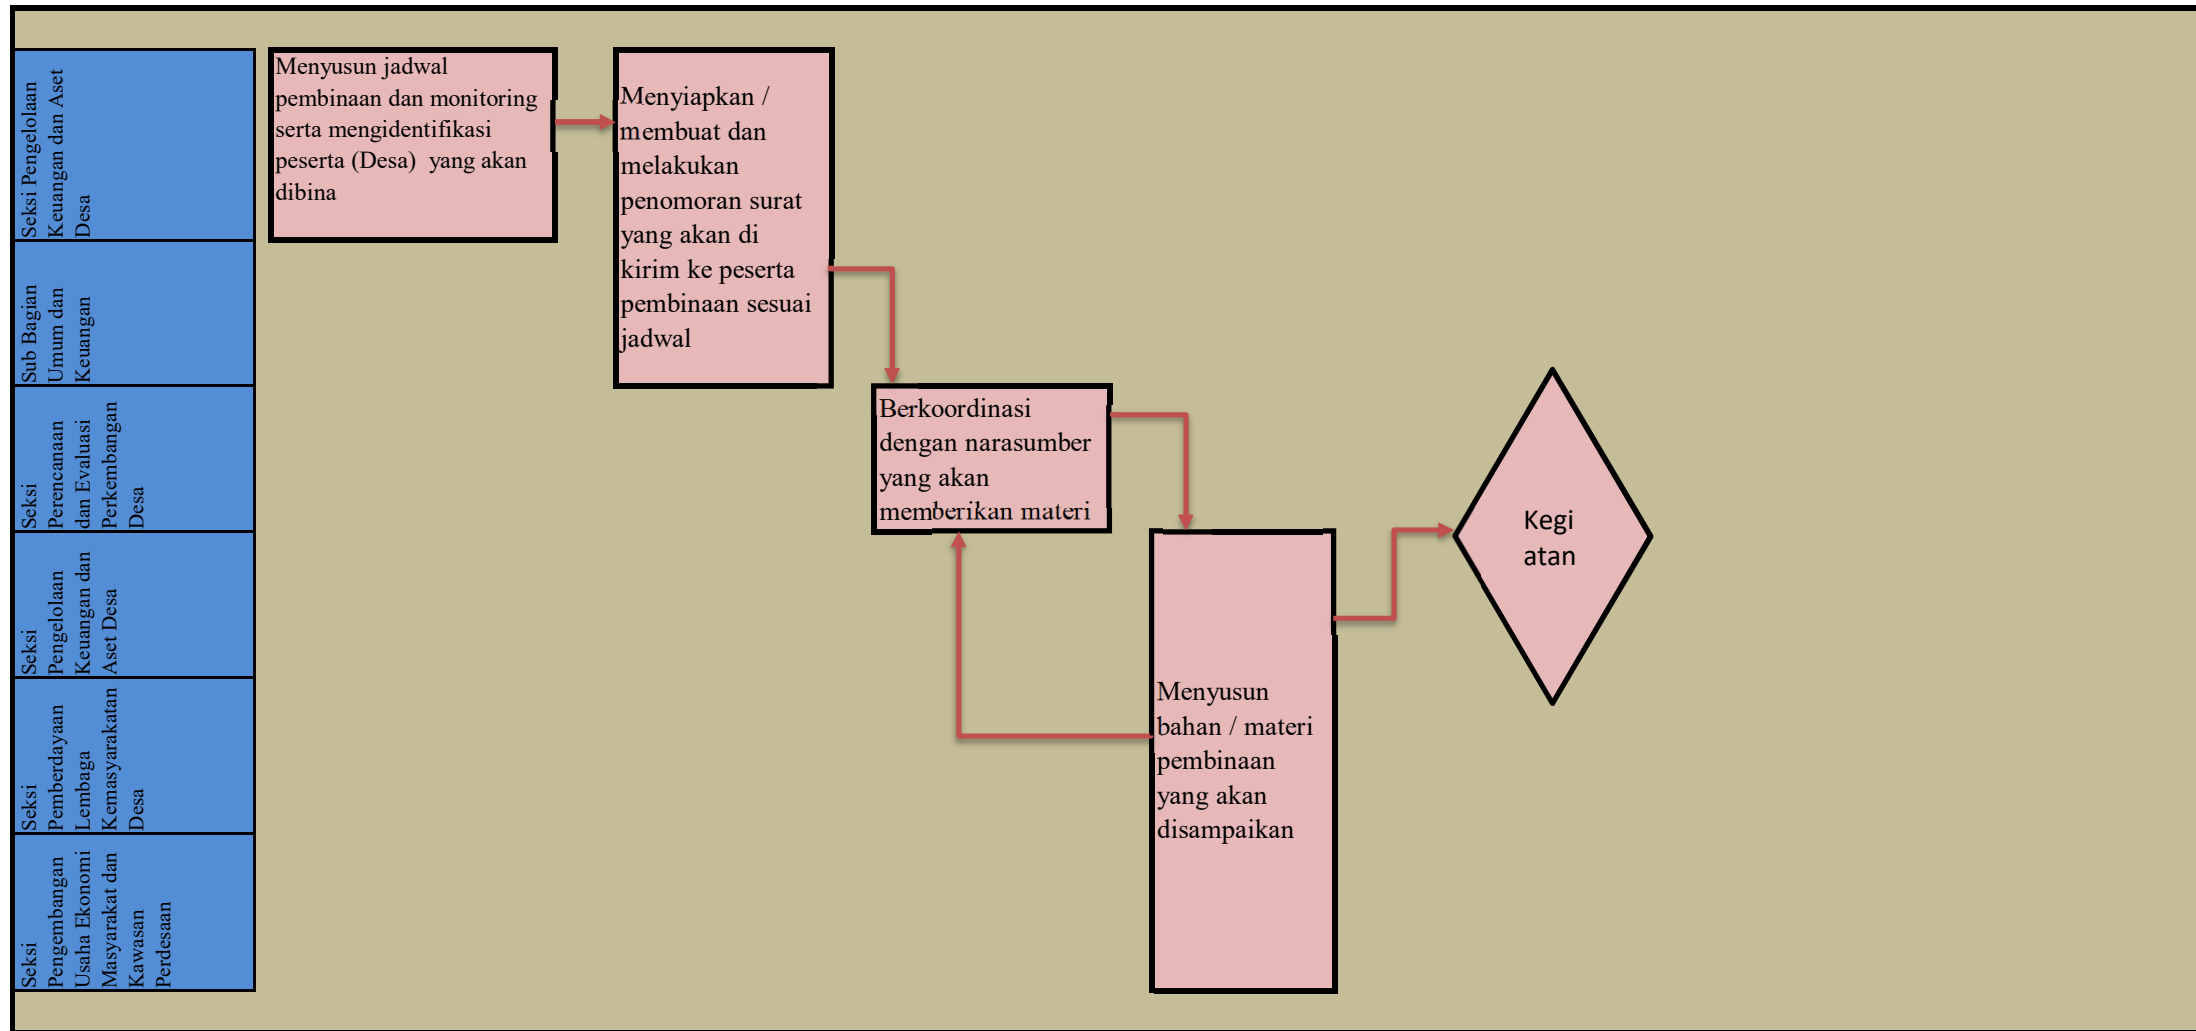 Seksi Pengelolaan
Keuangan dan Aset
Desa
Sub Bagian
Umum dan
Keuangan
Seksi
Perencanaan
dan Evaluasi
Perkembangan
Desa
Seksi
Pengelolaan
Keuangan dan
Aset Desa
Seksi
Pemberdayaan
Lembaga
Kemasyarakatan
Desa
Seksi
Pengembangan
Usaha Ekonomi
Masyarakat dan
Kawasan
Perdesaan
Menyusun jadwal
pembinaan dan monitoring
serta mengidentifikasi
peserta (Desa)  yang akan
dibina
Menyiapkan /
membuat dan
melakukan
penomoran surat
yang akan di
kirim ke peserta
pembinaan sesuai
jadwal
Berkoordinasi
dengan narasumber
yang akan
memberikan materi
Menyusun
bahan / materi
pembinaan
yang akan
disampaikan
Kegi
atan